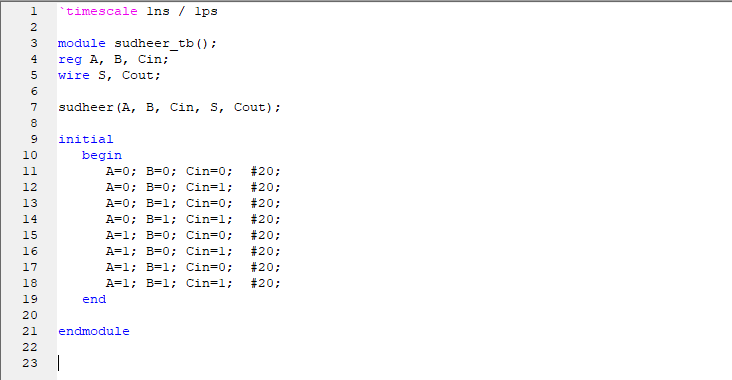 1 `timescale 1ns / 1ps
2
3 module sudheer_tb();
4 reg A, B, Cin;
5 wire S, Cout;
6
7 sudheer(A, B, Cin, S, Cout);
8
9 initial
10 begin
11 A=0; B=0; Cin=0; #20;
12 A=0; B=0; Cin=1; #20;
13 A=0; B=1; Cin=0; #20;
14 A=0; B=1; Cin=1; #20;
15 A=1; B=0; Cin=0; #20;
16 A=1; B=0; Cin=1; #20;
17 A=1; B=1; Cin=0; #20;
18 A=1; B=1; Cin=1; #20;
19 end
20
21 endmodule
22
23